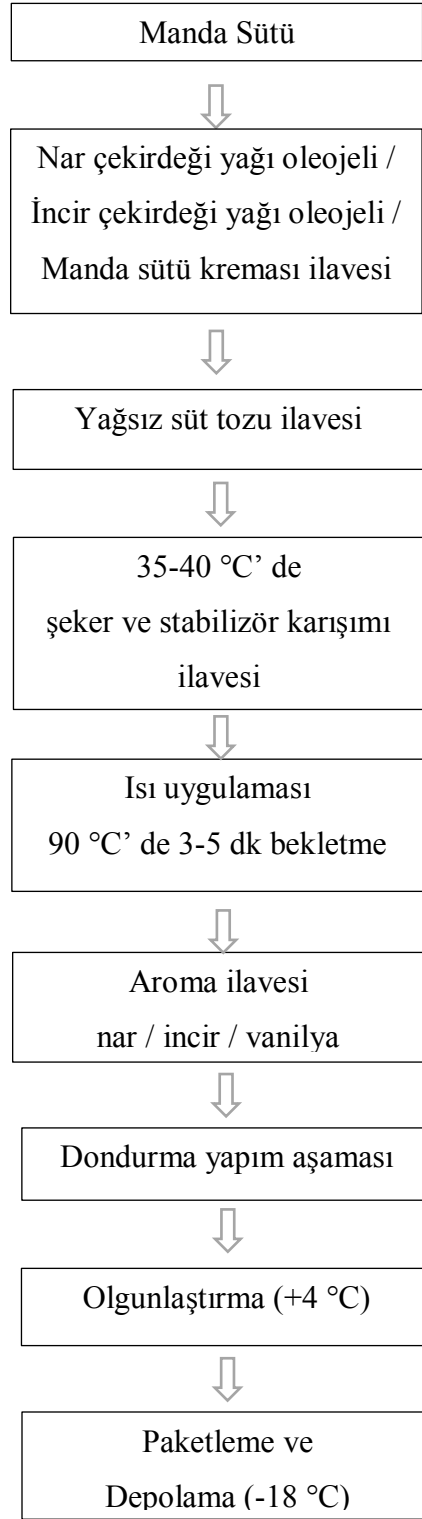 Manda Sütü
Nar çekirdeği yağı oleojeli /
İncir çekirdeği yağı oleojeli /
Manda sütü kreması ilavesi
Yağsız süt tozu ilavesi
35-40 °C’ de
şeker ve stabilizör karışımı
ilavesi
Isı uygulaması
90 °C’ de 3-5 dk bekletme
Aroma ilavesi
nar / incir / vanilya
Dondurma yapım aşaması
Olgunlaştırma (+4 °C)
Paketleme ve
Depolama (-18 °C)